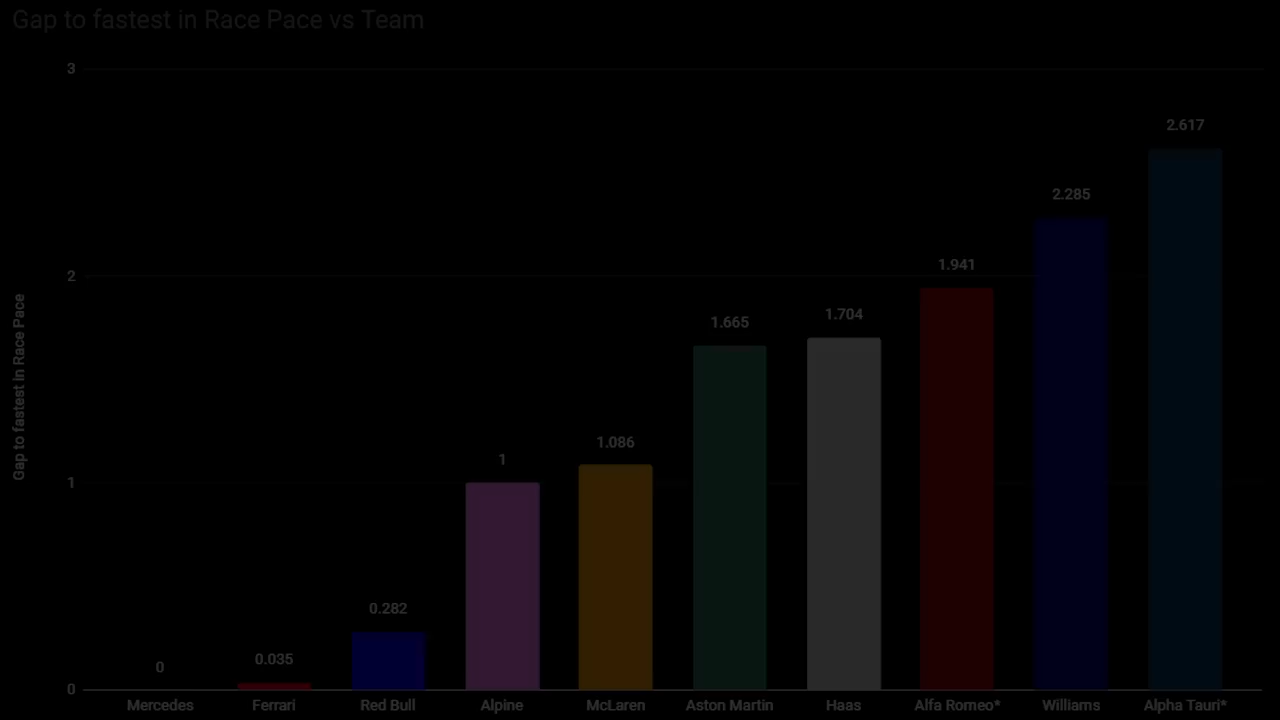 Gap to fastest in Race Pace vs Team
Gap to fastest in Race Pace
3
2
1
0
0
0.035
0.282
1
1.086
1.665
1.704
1.941
2.285
2.617
Mercedes
Ferrari
Red Bull
Alpine
McLaren
Aston Martin
Haas
Alfa Romeo*
Williams
Alpha Tauri*